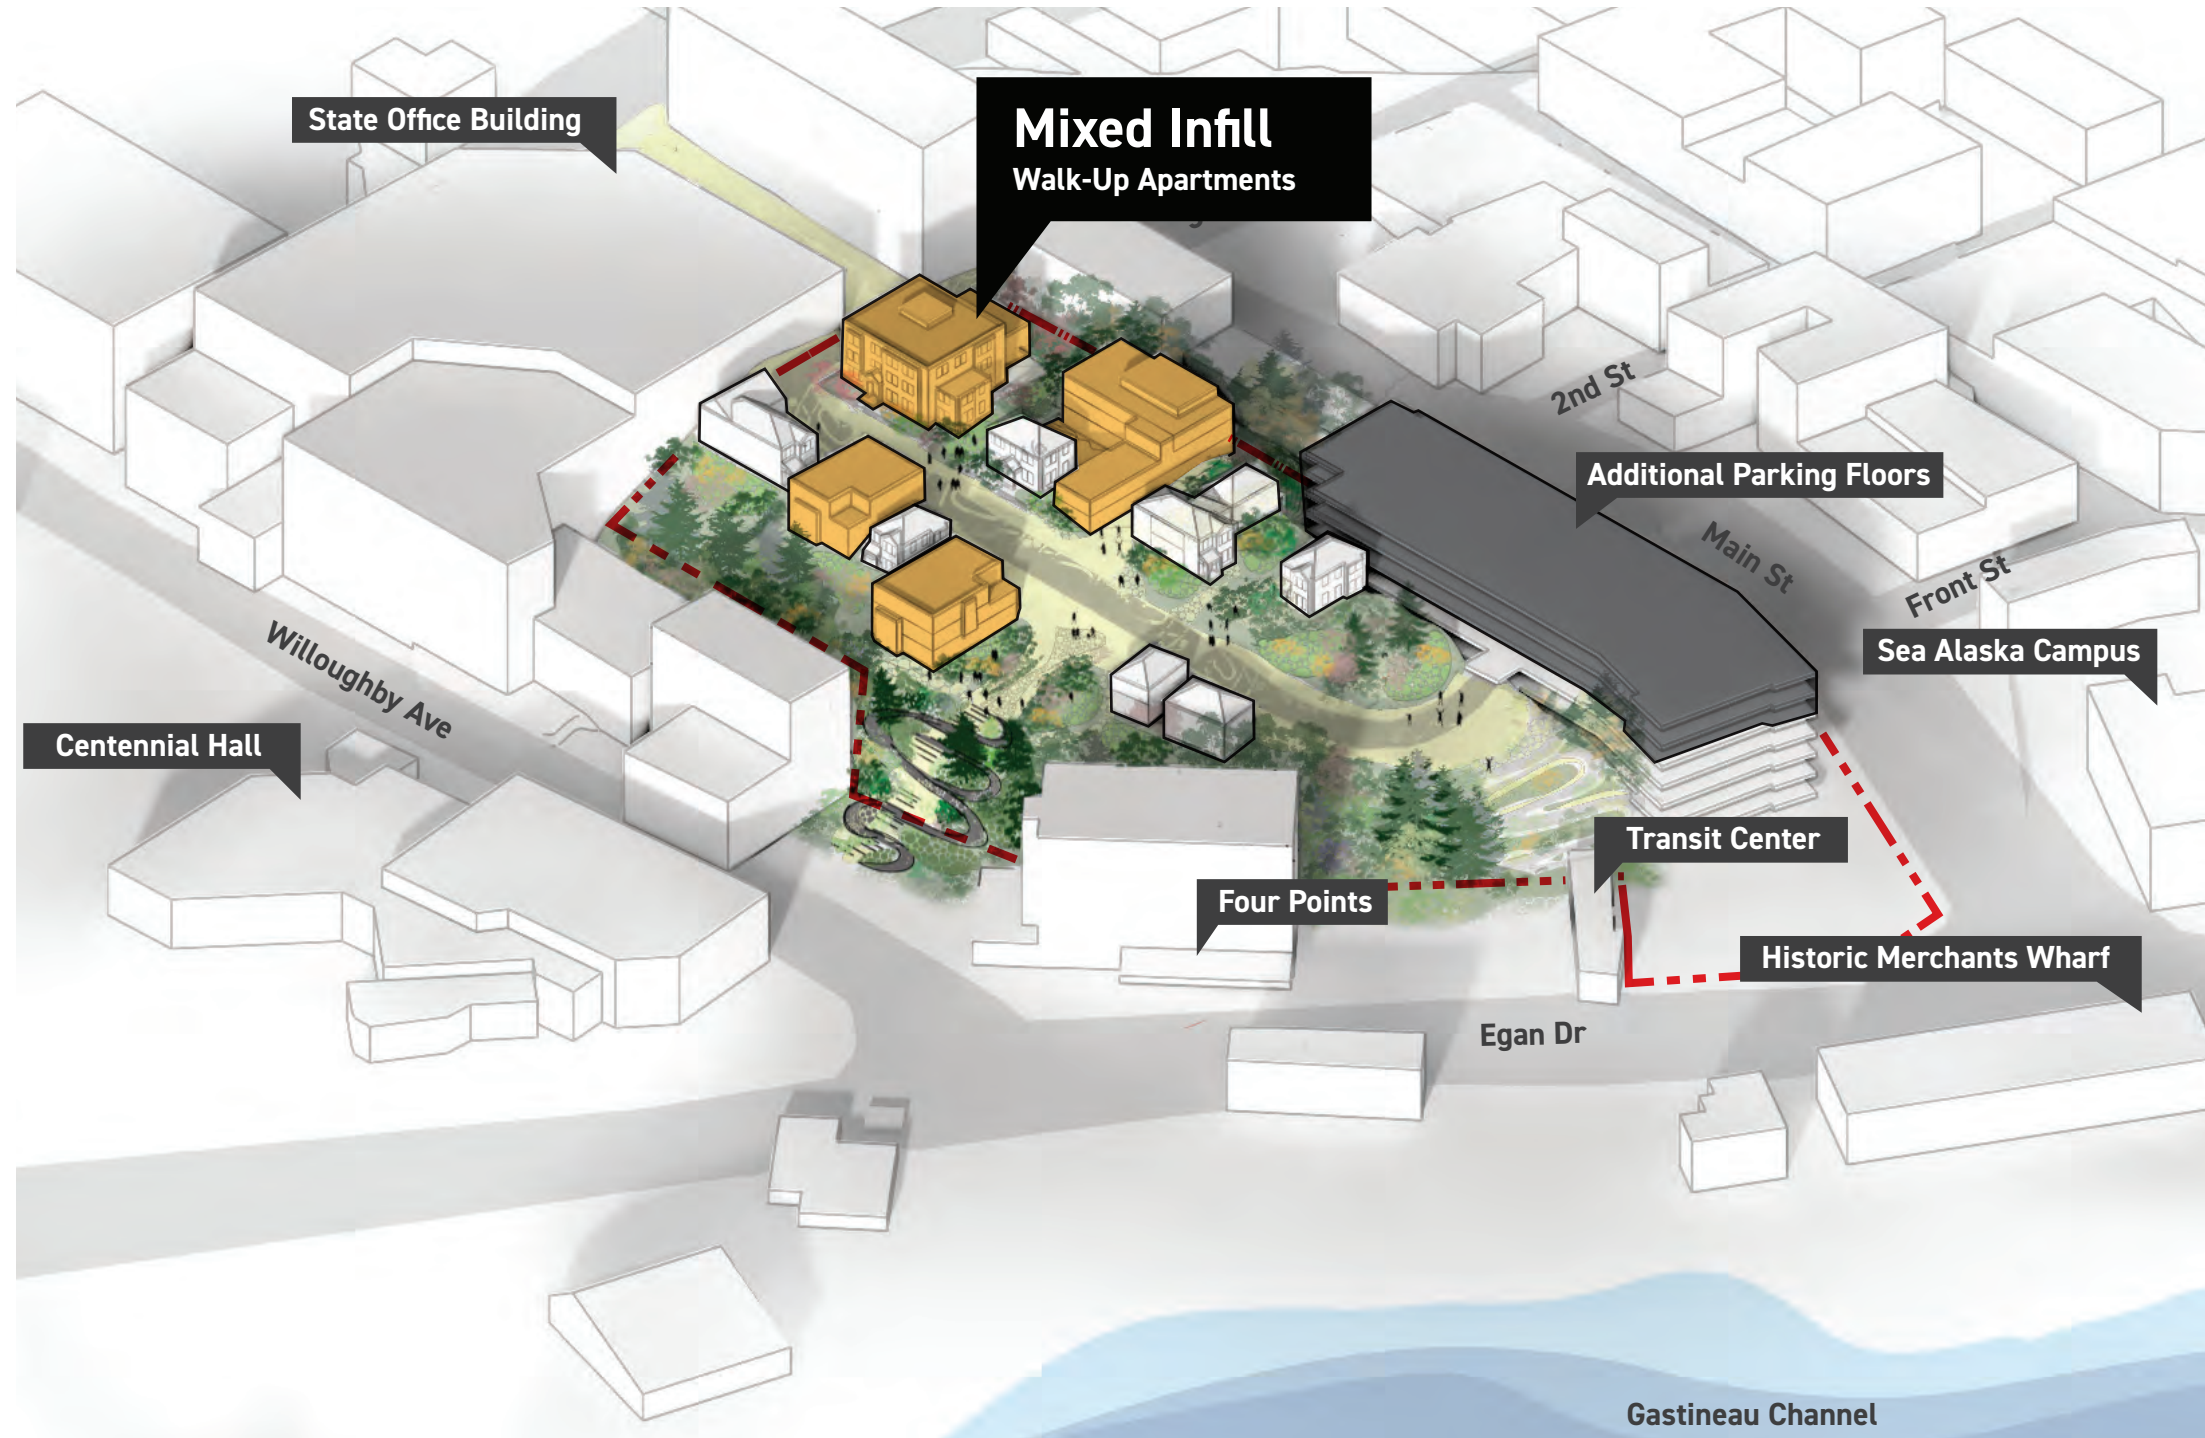 State Office Building
Mixed Infill
Walk-Up Apartments
2nd St
Additional Parking Floors
Main St
Front St
Sea Alaska Campus
Willoughby Ave
Centennial Hall
Transit Center
Four Points
Historic Merchants Wharf
Egan Dr
Gastineau Channel